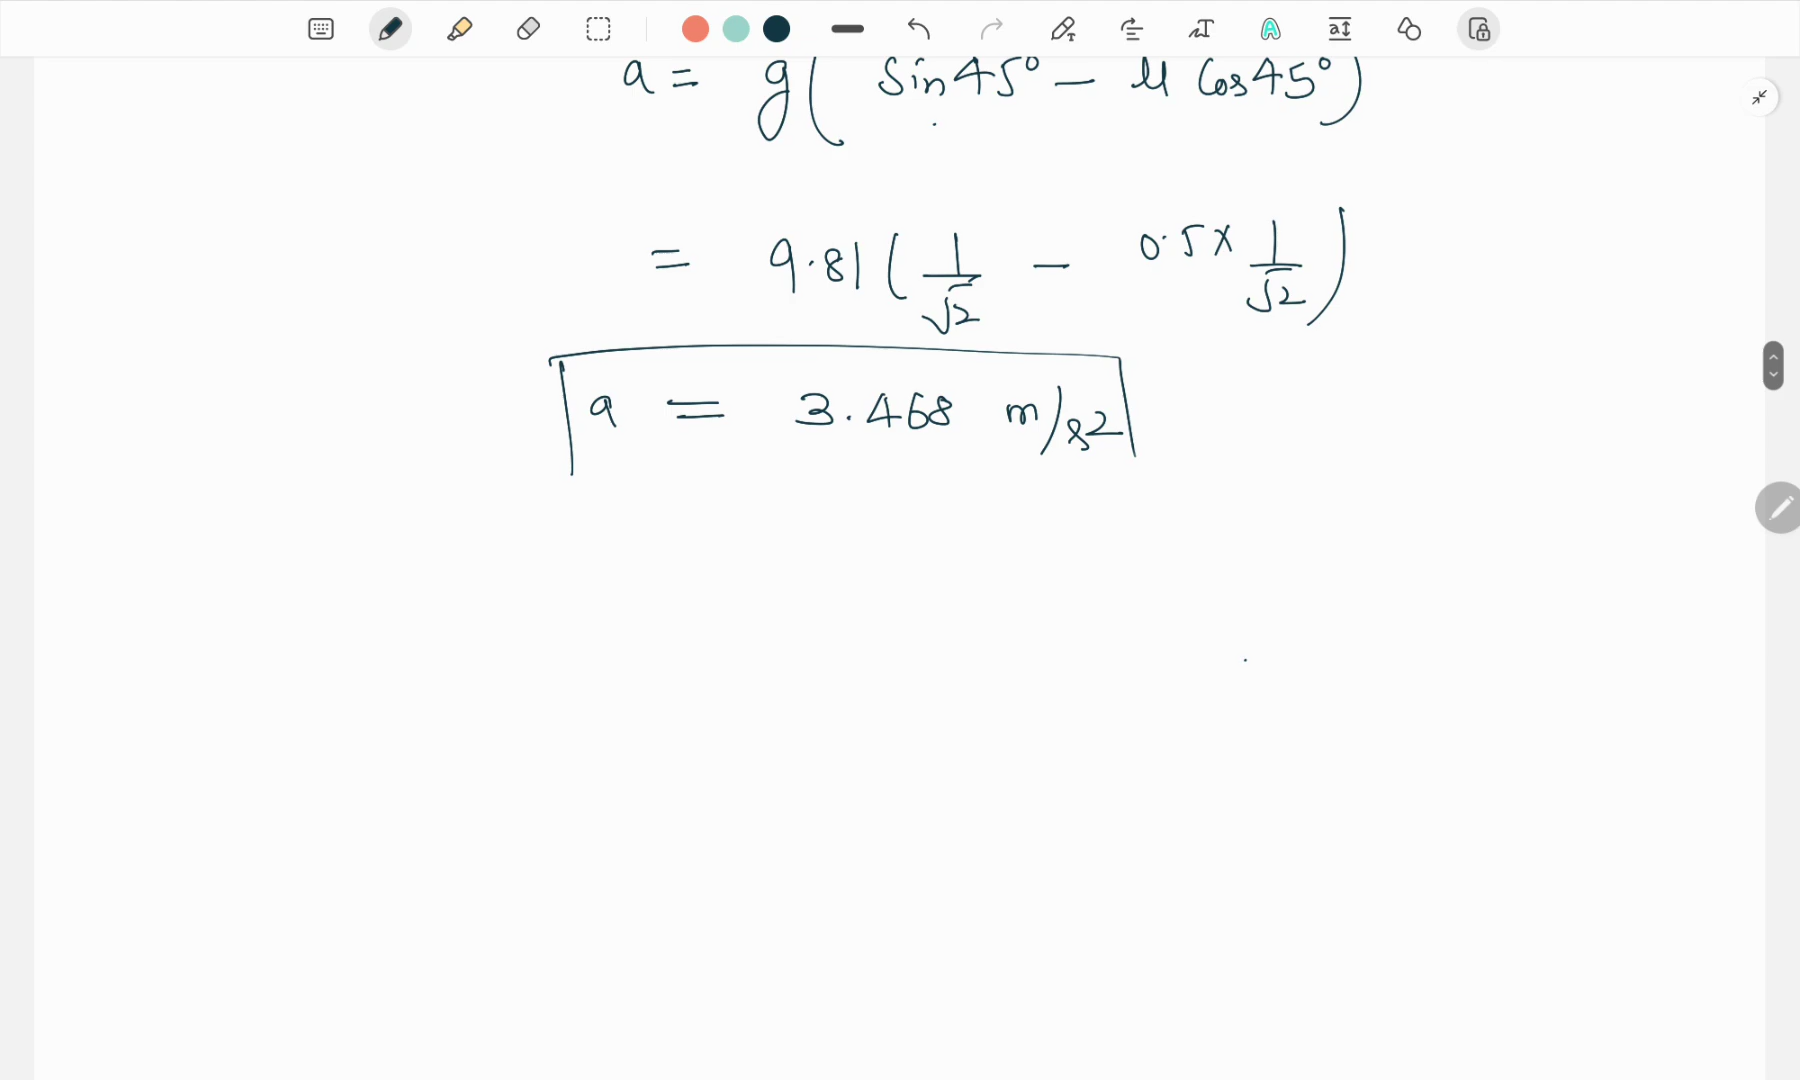 a = g( Sin45° - μ Cos45°)
= 9.81 ( 1/√2 - 0.5 × 1/√2 )
a = 3.468 m/s2